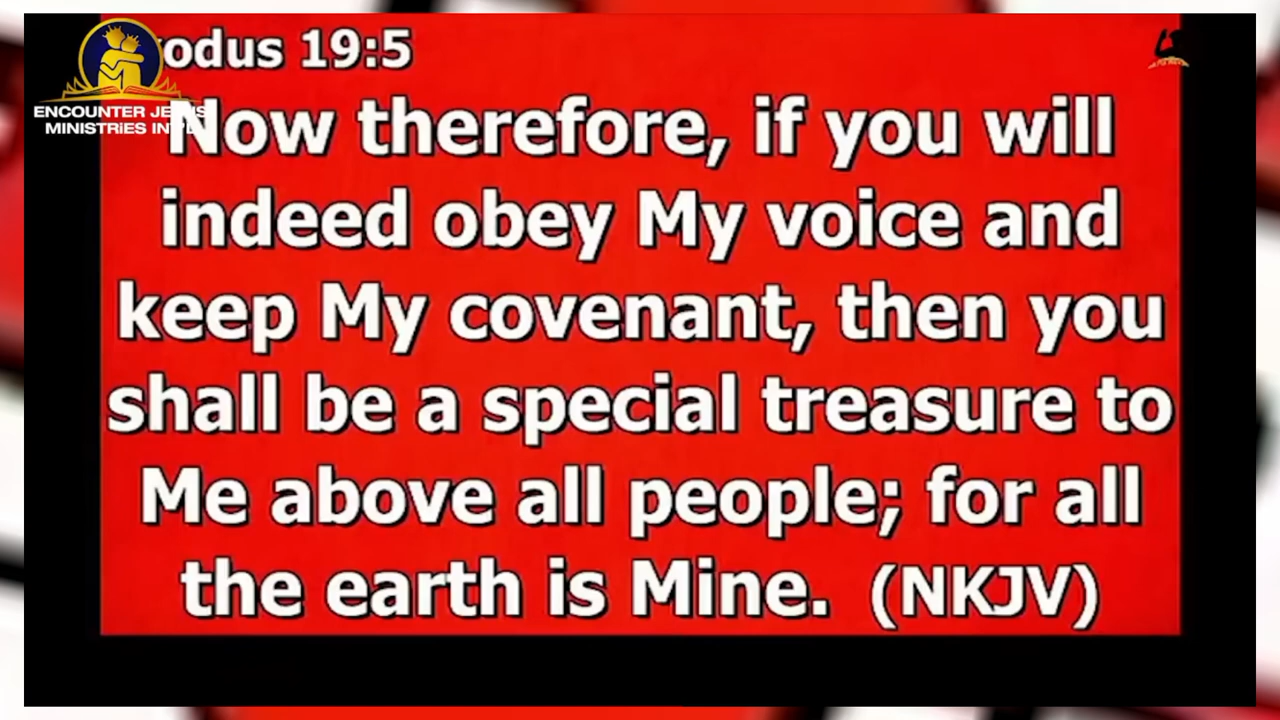 odus 19:5
ENCOUNTER JESUS
MINISTRIES INT'L
Now therefore, if you will
indeed obey My voice and
keep My covenant, then you
shall be a special treasure to
Me above all people; for all
the earth is Mine. (NKJV)